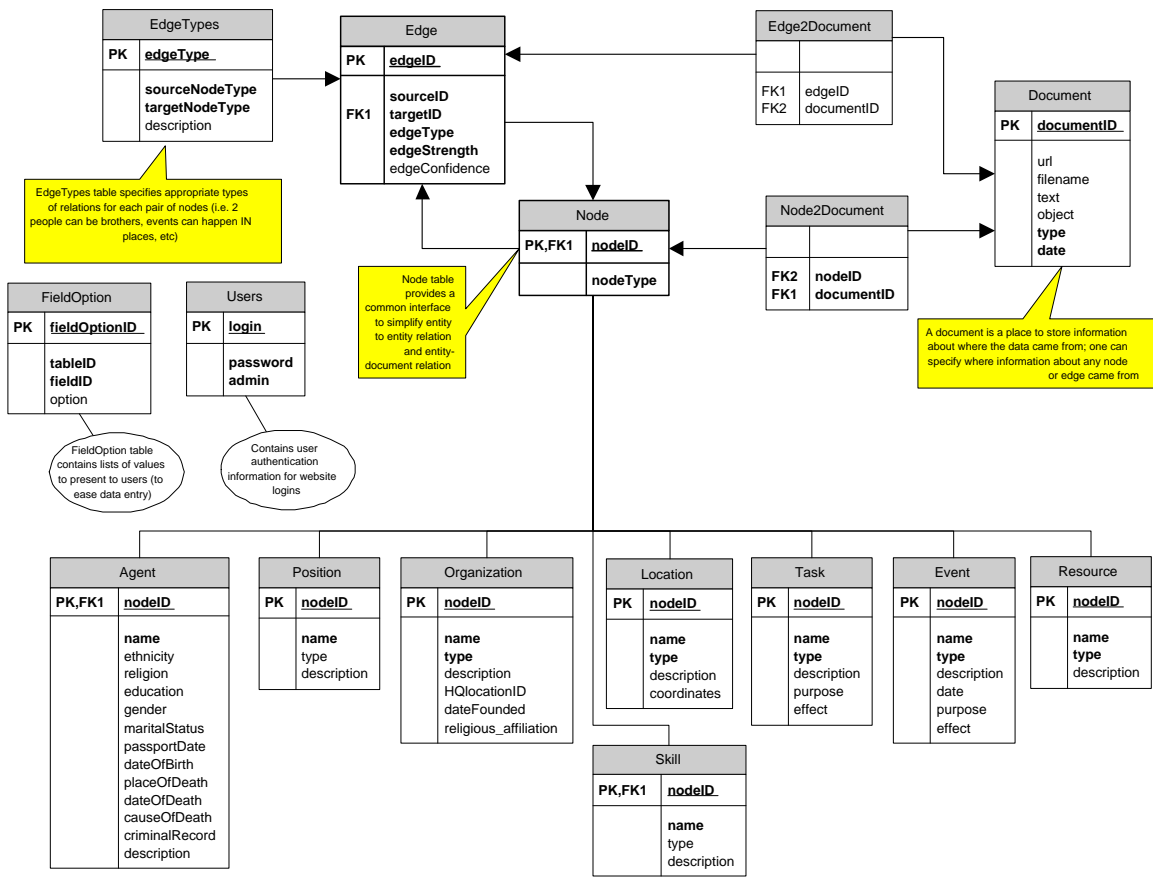 EdgeTypes
PK edgeType
sourceNodeType
targetNodeType
description
Edge
PK edgeID
sourceID
FK1 targetID
edgeType
edgeStrength
edgeConfidence
Edge2Document
FK1 edgeID
FK2 documentID
Document
PK documentID
url
filename
text
object
type
date
EdgeTypes table specifies appropriate types
of relations for each pair of nodes (i.e. 2
people can be brothers, events can happen IN
places, etc)
Node
PK,FK1 nodeID
nodeType
Node2Document
FK2 nodeID
FK1 documentID
Node table
provides a
common interface
to simplify entity
to entity relation
and entity-
document relation
A document is a place to store information
about where the data came from; one can
specify where information about any node
or edge came from
FieldOption
PK fieldOptionID
tableID
fieldID
option
Users
PK login
password
admin
FieldOption table
contains lists of values
to present to users (to
ease data entry)
Contains user
authentication
information for website
logins
Agent
PK,FK1 nodeID
name
ethnicity
religion
education
gender
maritalStatus
passportDate
dateOfBirth
placeOfDeath
dateOfDeath
causeOfDeath
criminalRecord
description
Position
PK nodeID
name
type
description
Organization
PK nodeID
name
type
description
HQlocationID
dateFounded
religious_affiliation
Location
PK nodeID
name
type
description
coordinates
Task
PK nodeID
name
type
description
purpose
effect
Event
PK nodeID
name
type
description
date
purpose
effect
Resource
PK nodeID
name
type
description
Skill
PK,FK1 nodeID
name
type
description